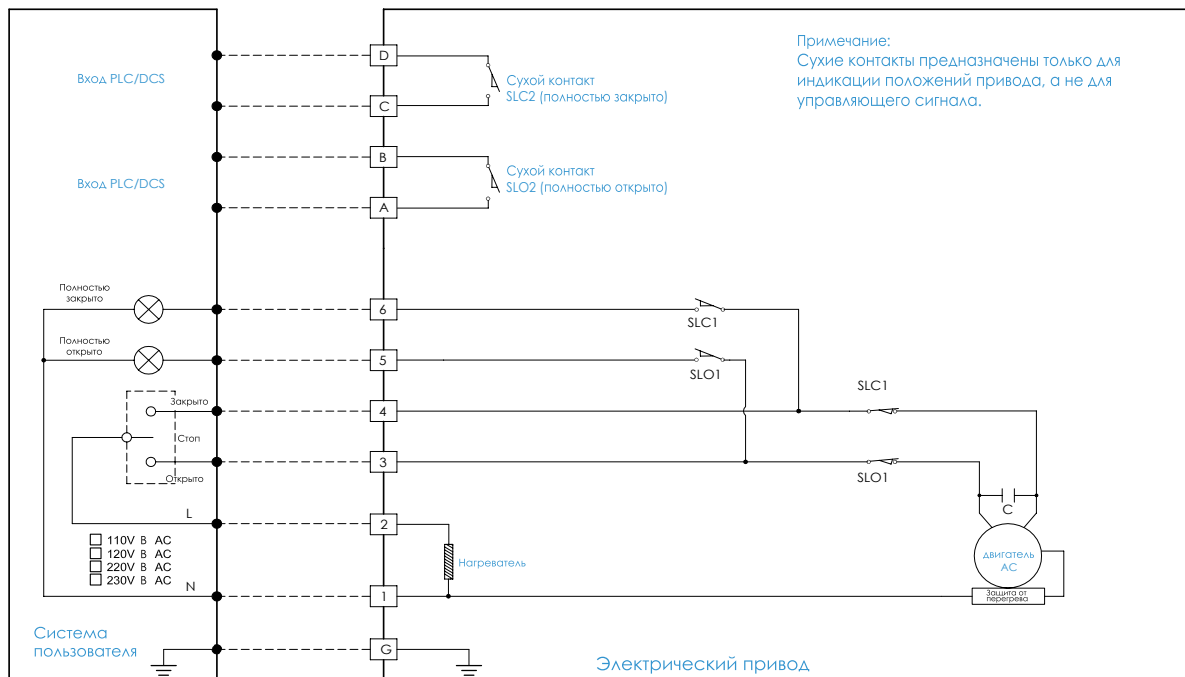 Примечание:
Сухие контакты предназначены только для
индикации положений привода, а не для
управляющего сигнала.
D
Вход PLC/DCS
Сухой контакт
SLC2 (полностью закрыто)
C
B
Вход PLC/DCS
Сухой контакт
SLO2 (полностью открыто)
A
Полностью
закрыто
6
SLC1
Полностью
открыто
5
SLO1
SLC1
Закрыто
4
Стоп
3
Открыто
SLO1
L
2
C
110V В AC
120V В AC
220V В AC
230V В AC
Нагреватель
двигатель
AC
N
1
Защита от
перегрева
Система
пользователя
G
Электрический привод